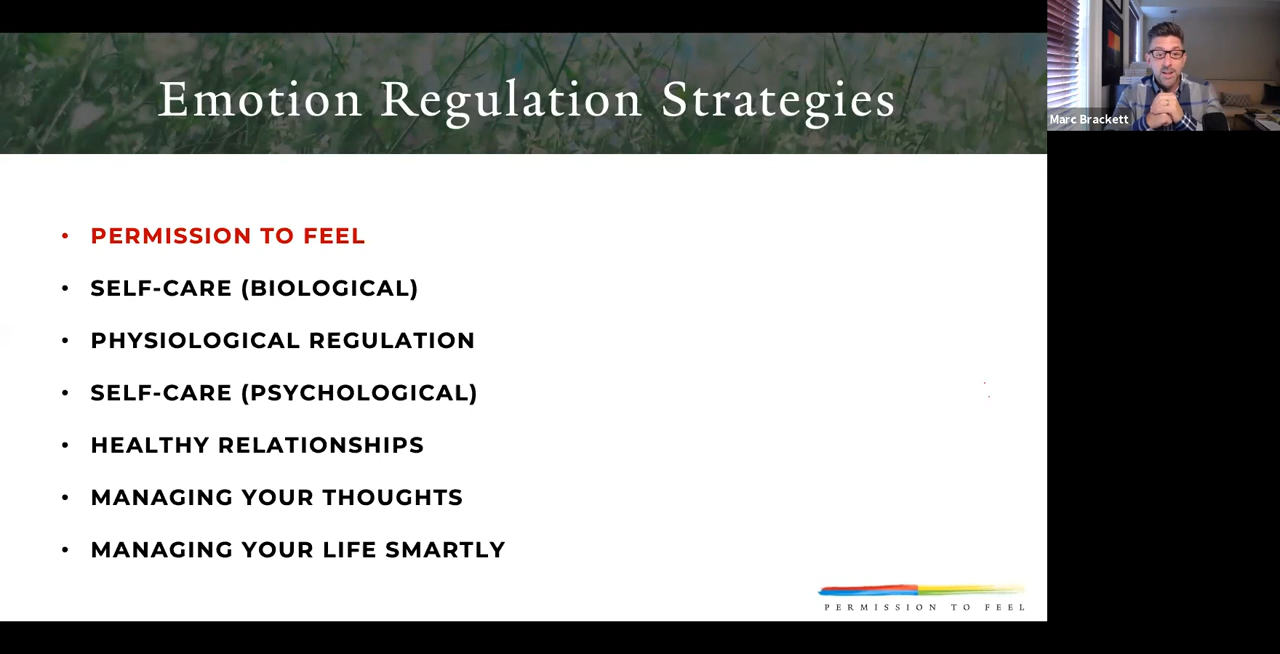 Emotion Regulation Strategies
Marc Brackett
• PERMISSION TO FEEL
• SELF-CARE (BIOLOGICAL)
• PHYSIOLOGICAL REGULATION
• SELF-CARE (PSYCHOLOGICAL)
• HEALTHY RELATIONSHIPS
• MANAGING YOUR THOUGHTS
• MANAGING YOUR LIFE SMARTLY
PERMISSION TO FEEL